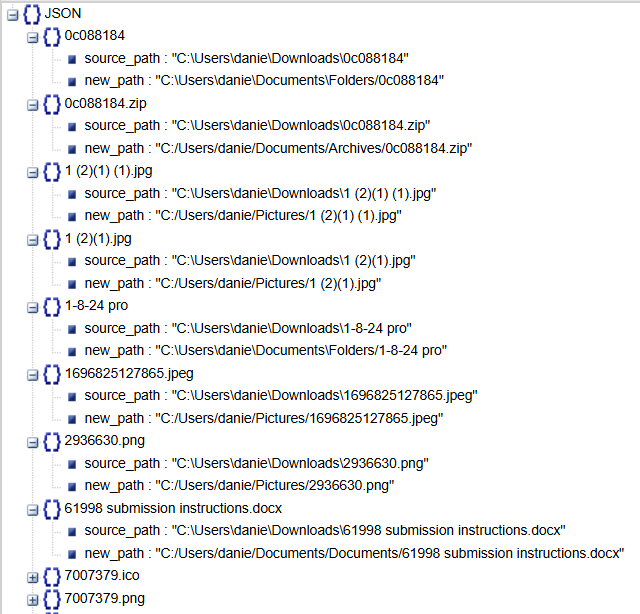 JSON
0c088184
source_path : "C:\Users\danie\Downloads\0c088184"
new_path : "C:\Users\danie\Documents\Folders/0c088184"
0c088184.zip
source_path : "C:\Users\danie\Downloads\0c088184.zip"
new_path : "C:/Users/danie/Documents/Archives/0c088184.zip"
1 (2)(1) (1).jpg
source_path : "C:\Users\danie\Downloads\1 (2)(1) (1).jpg"
new_path : "C:/Users/danie/Pictures/1 (2)(1) (1).jpg"
1 (2)(1).jpg
source_path : "C:\Users\danie\Downloads\1 (2)(1).jpg"
new_path : "C:/Users/danie/Pictures/1 (2)(1).jpg"
1-8-24 pro
source_path : "C:\Users\danie\Downloads\1-8-24 pro"
new_path : "C:\Users\danie\Documents\Folders/1-8-24 pro"
1696825127865.jpeg
source_path : "C:\Users\danie\Downloads\1696825127865.jpeg"
new_path : "C:/Users/danie/Pictures/1696825127865.jpeg"
2936630.png
source_path : "C:\Users\danie\Downloads\2936630.png"
new_path : "C:/Users/danie/Pictures/2936630.png"
61998 submission instructions.docx
source_path : "C:\Users\danie\Downloads\61998 submission instructions.docx"
new_path : "C:/Users/danie/Documents/Documents/61998 submission instructions.docx"
7007379.ico
7007379.png